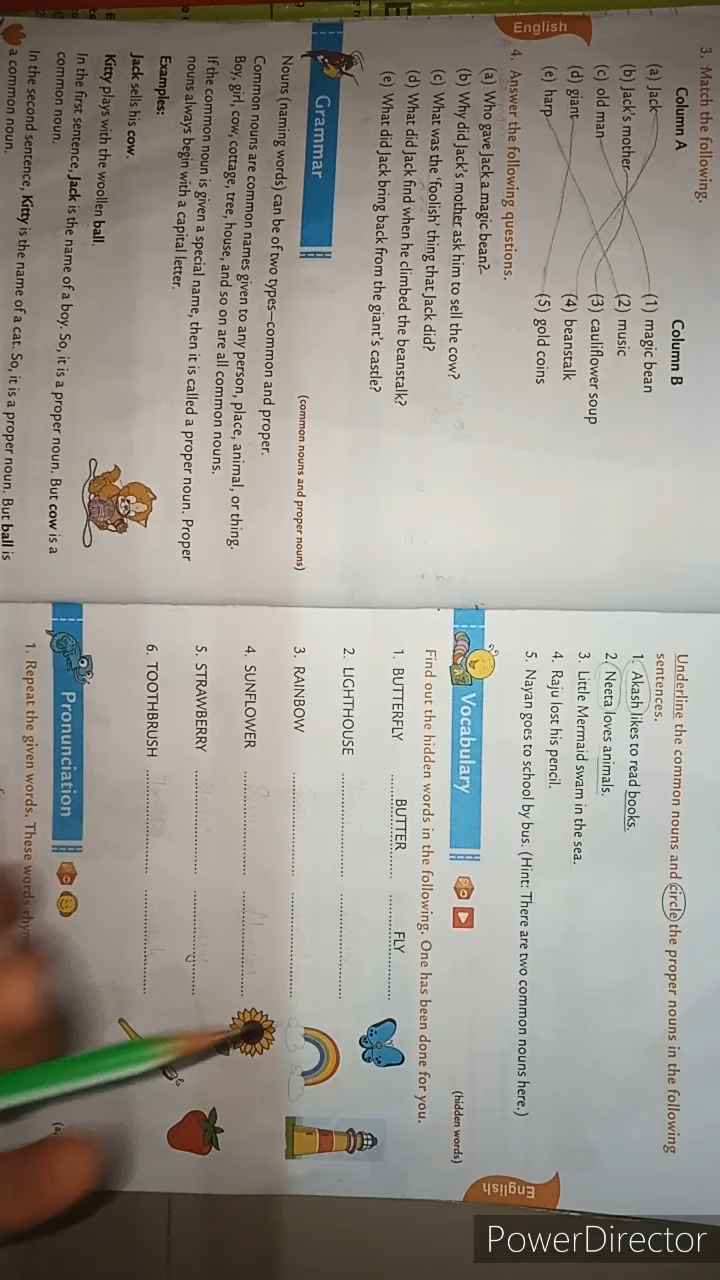 English
3. Match the following.
Column A
Column B
(a) Jack
(1) magic bean
(b) Jack's mother
(2) music
(c) old man
(3) cauliflower soup
(d) giant
(4) beanstalk
(e) harp
(5) gold coins
4. Answer the following questions.
(a) Who gave Jack a magic bean?
(b) Why did Jack's mother ask him to sell the cow?
(c) What was the 'foolish' thing that Jack did?
(d) What did Jack find when he climbed the beanstalk?
(e) What did Jack bring back from the giant's castle?
Grammar
(common nouns and proper nouns)
Nouns (naming words) can be of two types—common and proper.
Common nouns are common names given to any person, place, animal, or thing.
Boy, girl, cow, cottage, tree, house, and so on are all common nouns.
If the common noun is given a special name, then it is called a proper noun. Proper
nouns always begin with a capital letter.
Examples:
Jack sells his cow.
Kitty plays with the woollen ball.
In the first sentence, Jack is the name of a boy. So, it is a proper noun. But cow is a
common noun.
In the second sentence, Kitty is the name of a cat. So, it is a proper noun. But ball is
a common noun.
Underline the common nouns and circle the proper nouns in the following
sentences.
1. Akash likes to read books.
2. Neeta loves animals.
3. Little Mermaid swam in the sea.
4. Raju lost his pencil.
5. Nayan goes to school by bus. (Hint: There are two common nouns here.)
Vocabulary
(hidden words)
Find out the hidden words in the following. One has been done for you.
1. BUTTERFLY BUTTER FLY
2. LIGHTHOUSE
3. RAINBOW
4. SUNFLOWER
5. STRAWBERRY
6. TOOTHBRUSH
Pronunciation
1. Repeat the given words. These words
English
PowerDirector